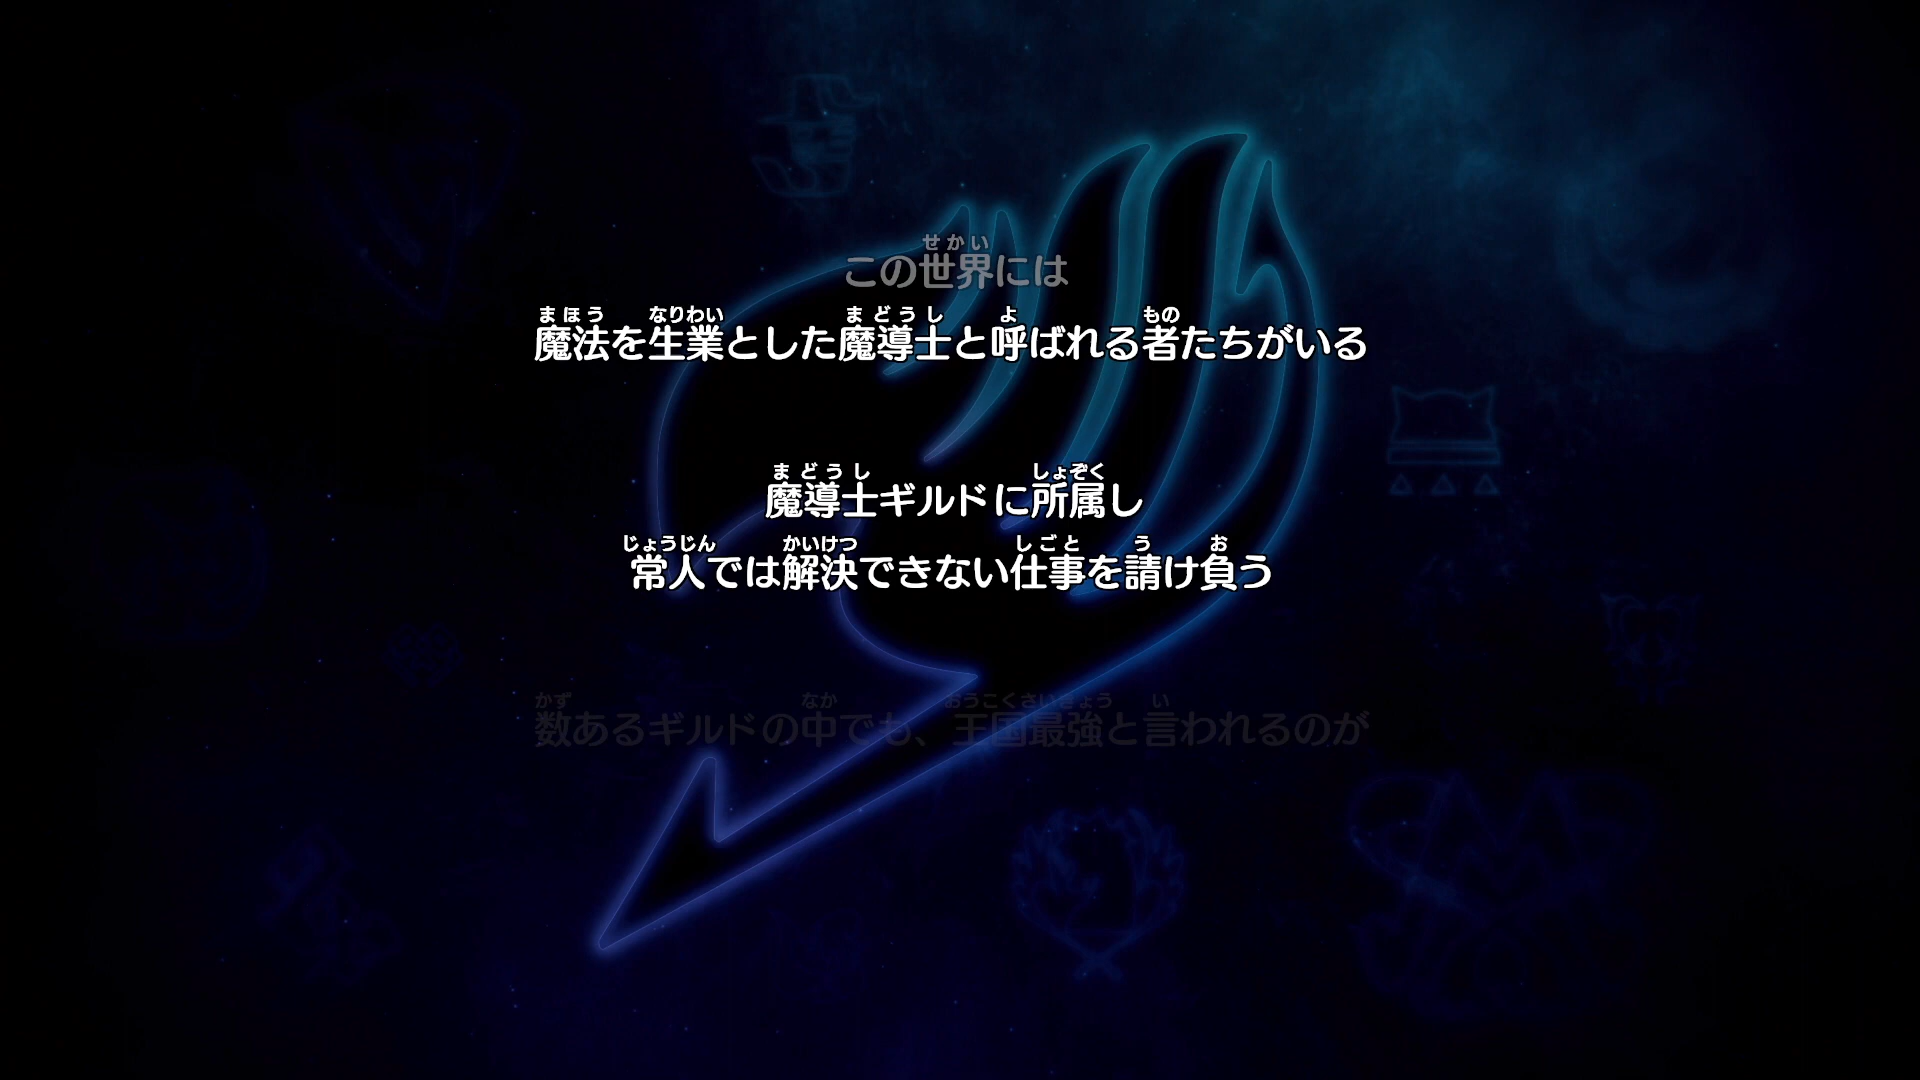 この世界には
魔法を生業とした魔導士と呼ばれる者たちがいる
魔導士ギルドに所属し
常人では解決できない仕事を請け負う
数あるギルドの中でも、王国最強と言われるのが